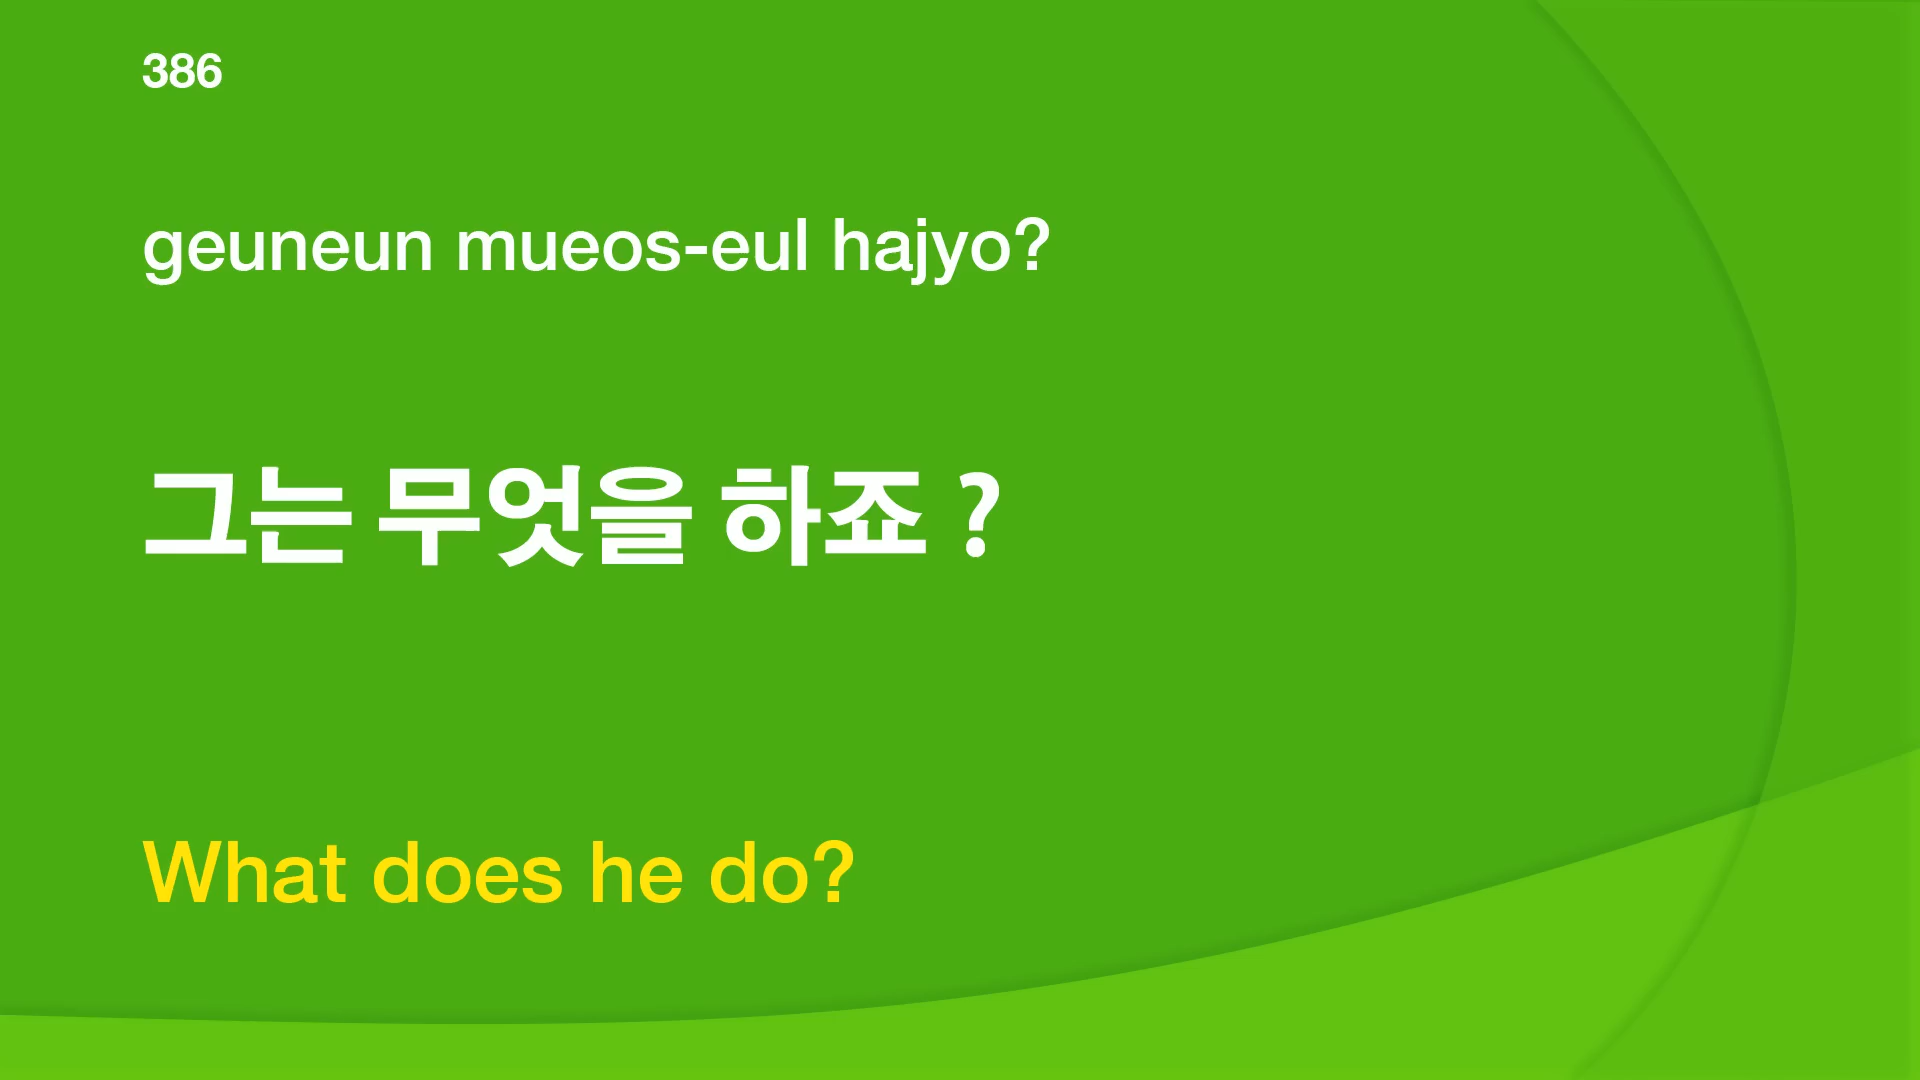 386
geuneun mueos-eul hajyo?
그는 무엇을 하죠 ?
What does he do?